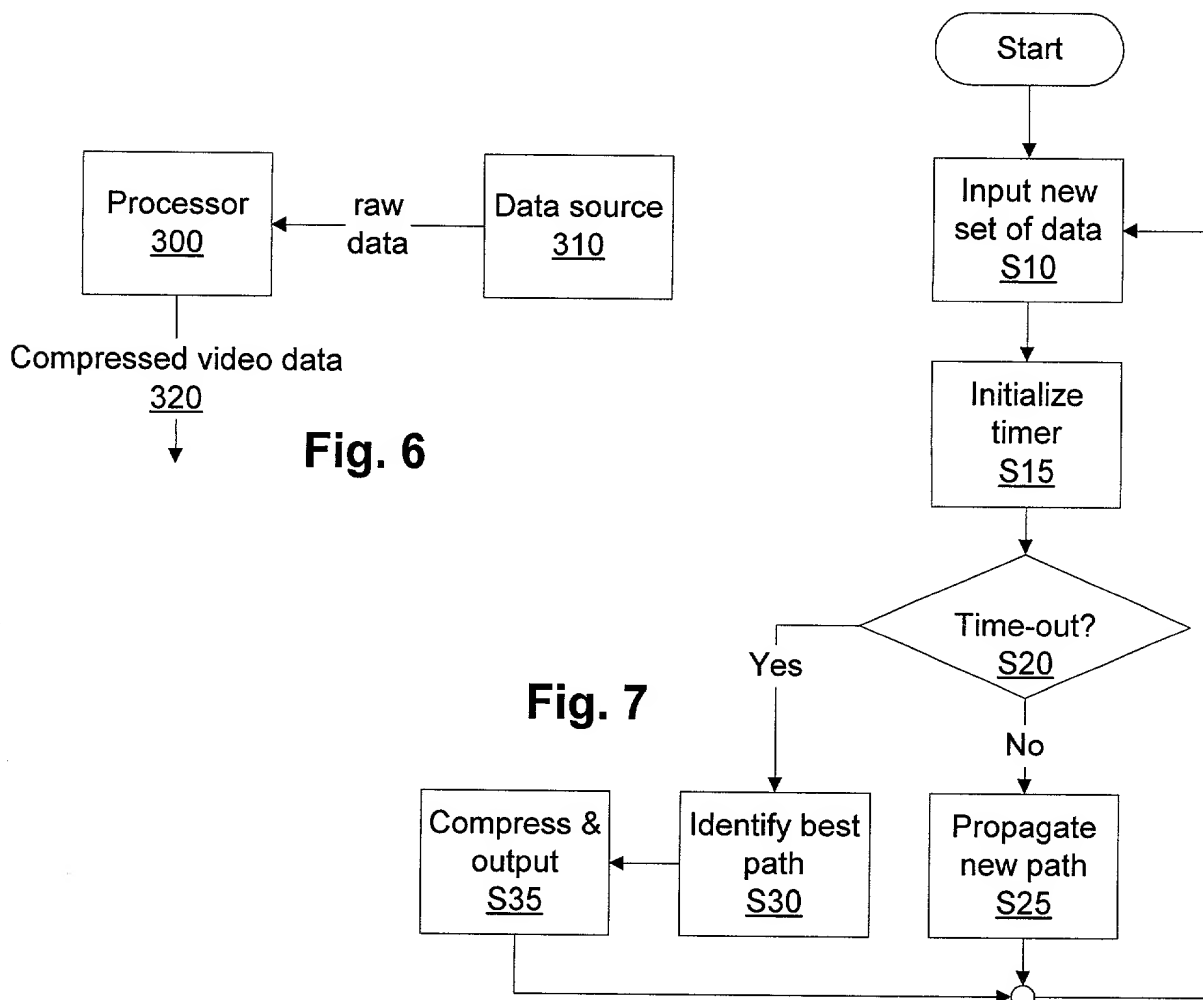 Processor
300
raw
data
Data source
310
Compressed video data
320
Fig. 6
Start
Input new
set of data
S10
Initialize
timer
S15
Time-out?
S20
Yes
No
Fig. 7
Compress &
output
S35
Identify best
path
S30
Propagate
new path
S25